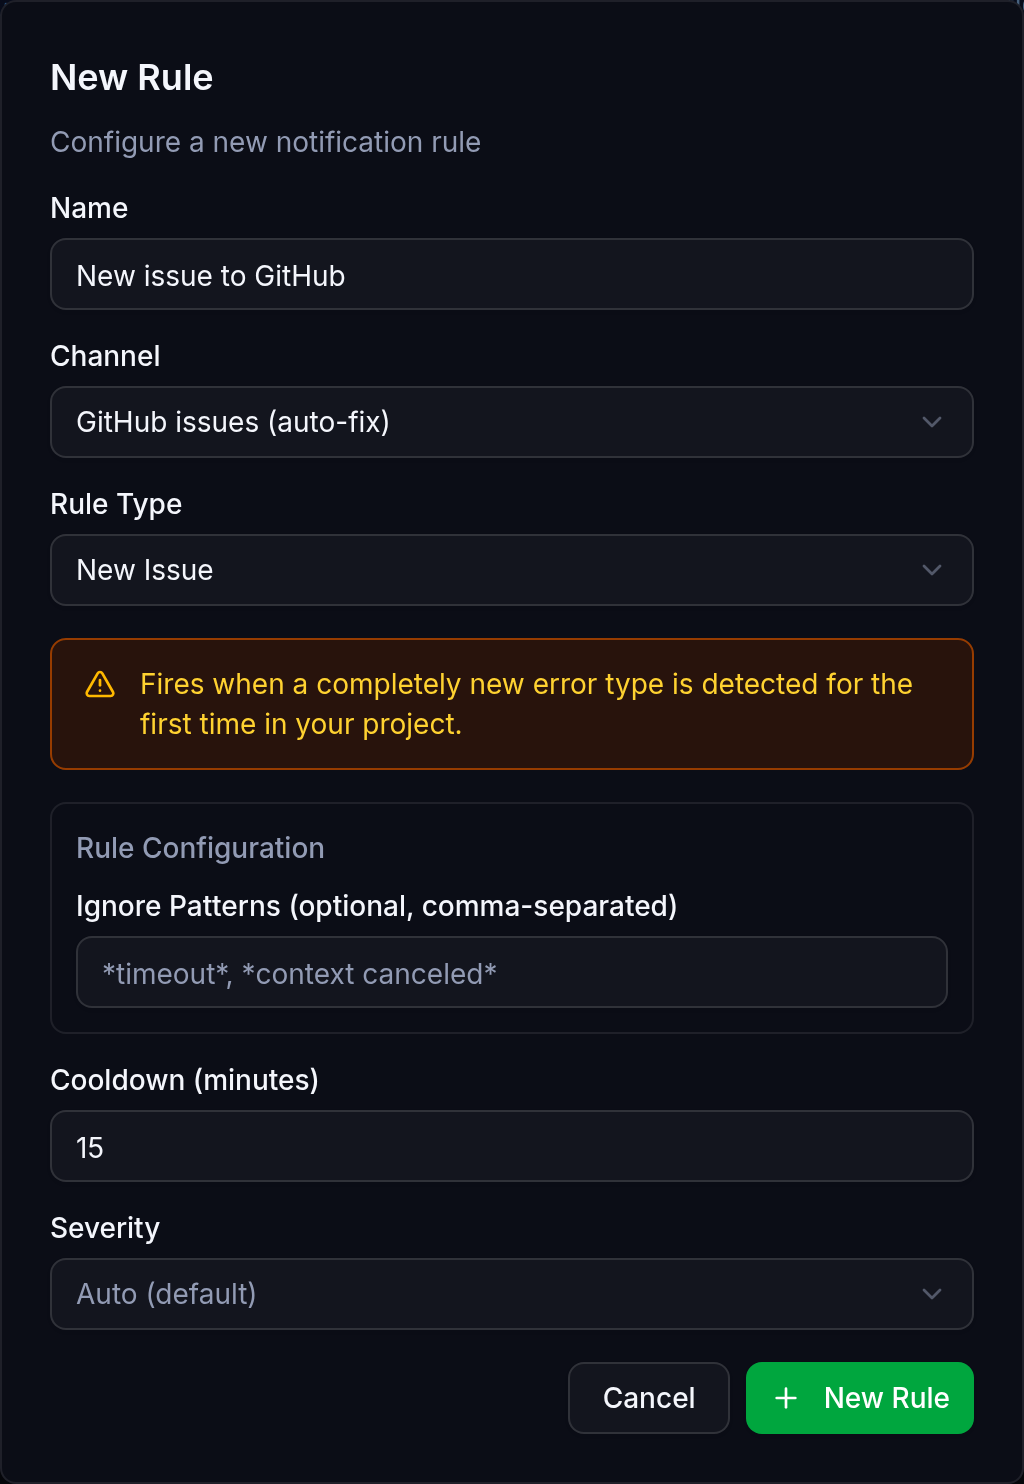 New Rule
Configure a new notification rule
Name
New issue to GitHub
Channel
GitHub issues (auto-fix)
Rule Type
New Issue
Fires when a completely new error type is detected for the
first time in your project.
Rule Configuration
Ignore Patterns (optional, comma-separated)
*timeout*, *context canceled*
Cooldown (minutes)
15
Severity
Auto (default)
Cancel
New Rule